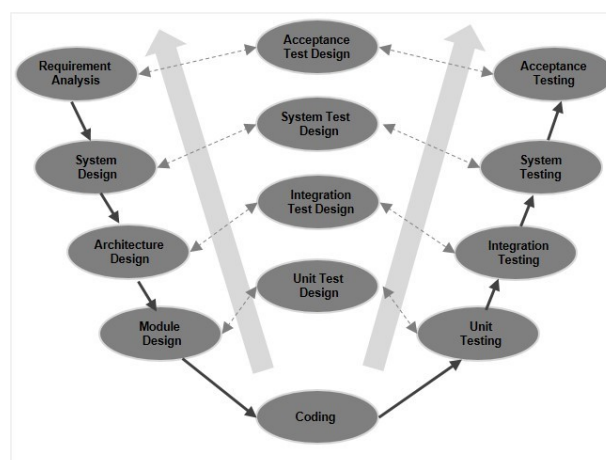 Acceptance
Test Design
Requirement
Analysis
Acceptance
Testing
System Test
Design
System
Design
System
Testing
Integration
Test Design
Architecture
Design
Integration
Testing
Unit Test
Design
Module
Design
Unit
Testing
Coding